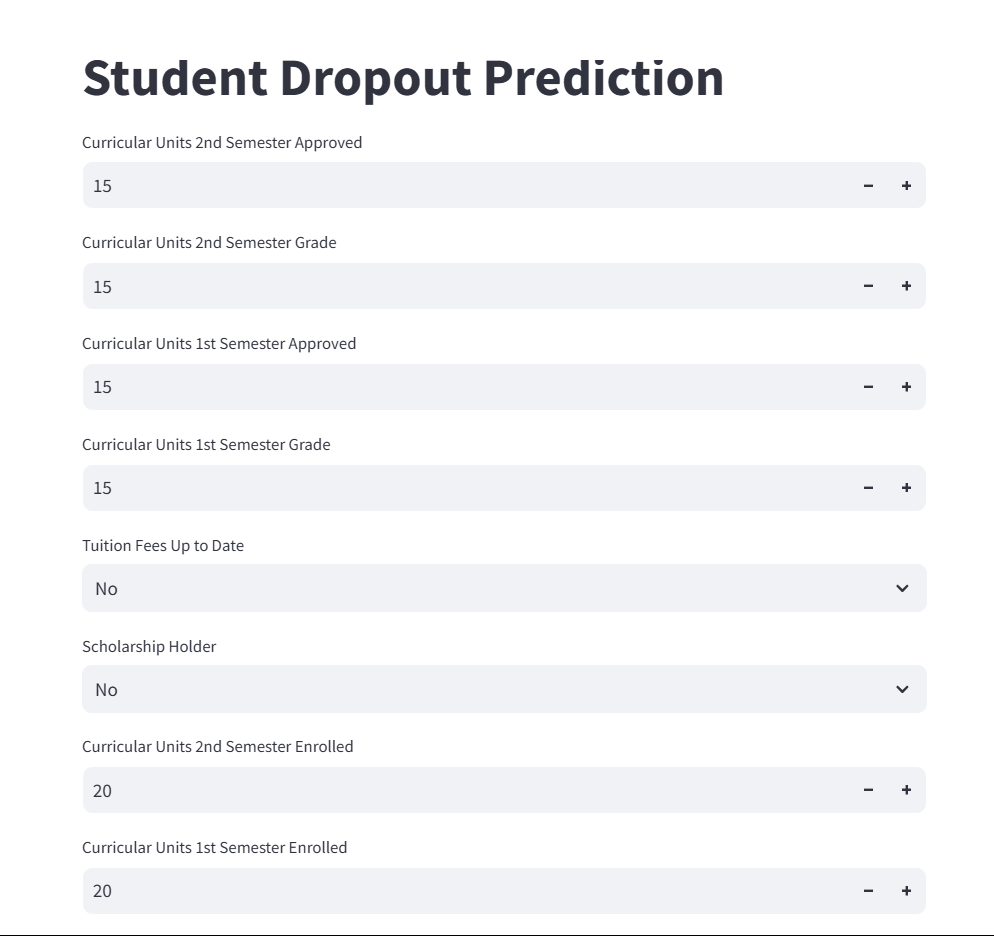 Student Dropout Prediction
Curricular Units 2nd Semester Approved
15
Curricular Units 2nd Semester Grade
15
Curricular Units 1st Semester Approved
15
Curricular Units 1st Semester Grade
15
Tuition Fees Up to Date
No
Scholarship Holder
No
Curricular Units 2nd Semester Enrolled
20
Curricular Units 1st Semester Enrolled
20